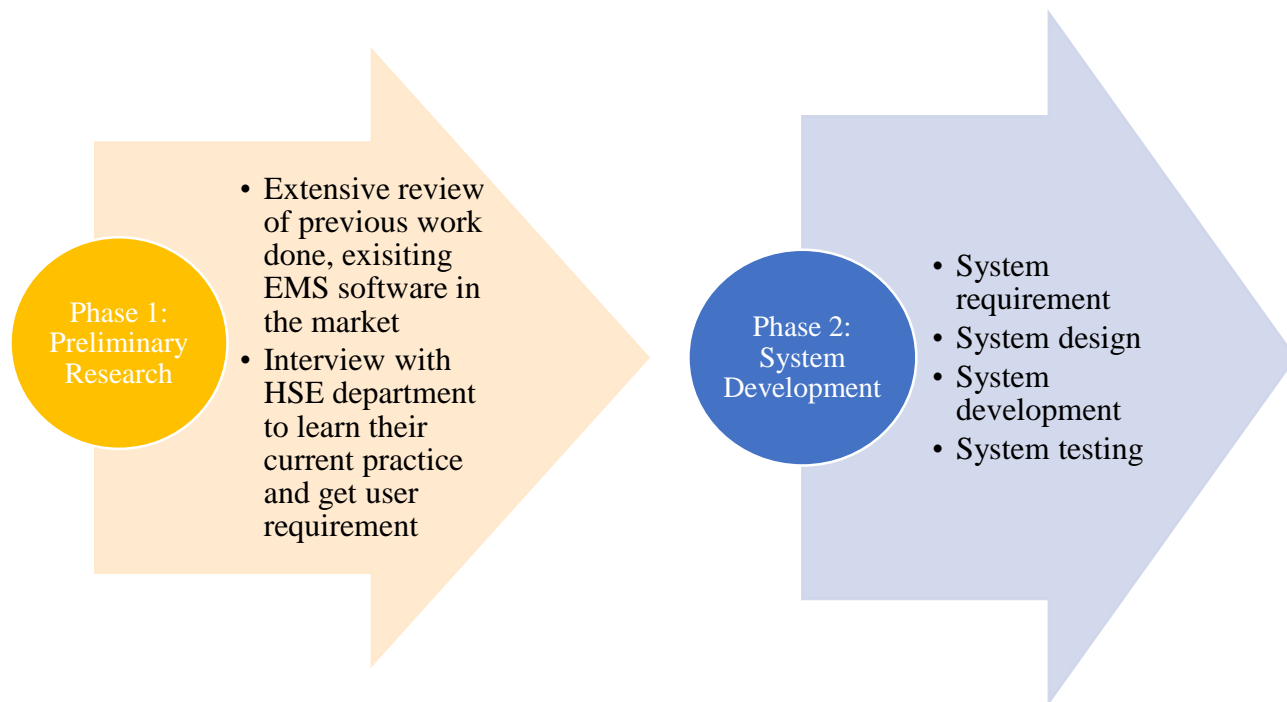 Phase 1:
Preliminary
Research
• Extensive review
of previous work
done, exisiting
EMS software in
the market
• Interview with
HSE department
to learn their
current practice
and get user
requirement
Phase 2:
System
Development
• System
requirement
• System design
• System
development
• System testing